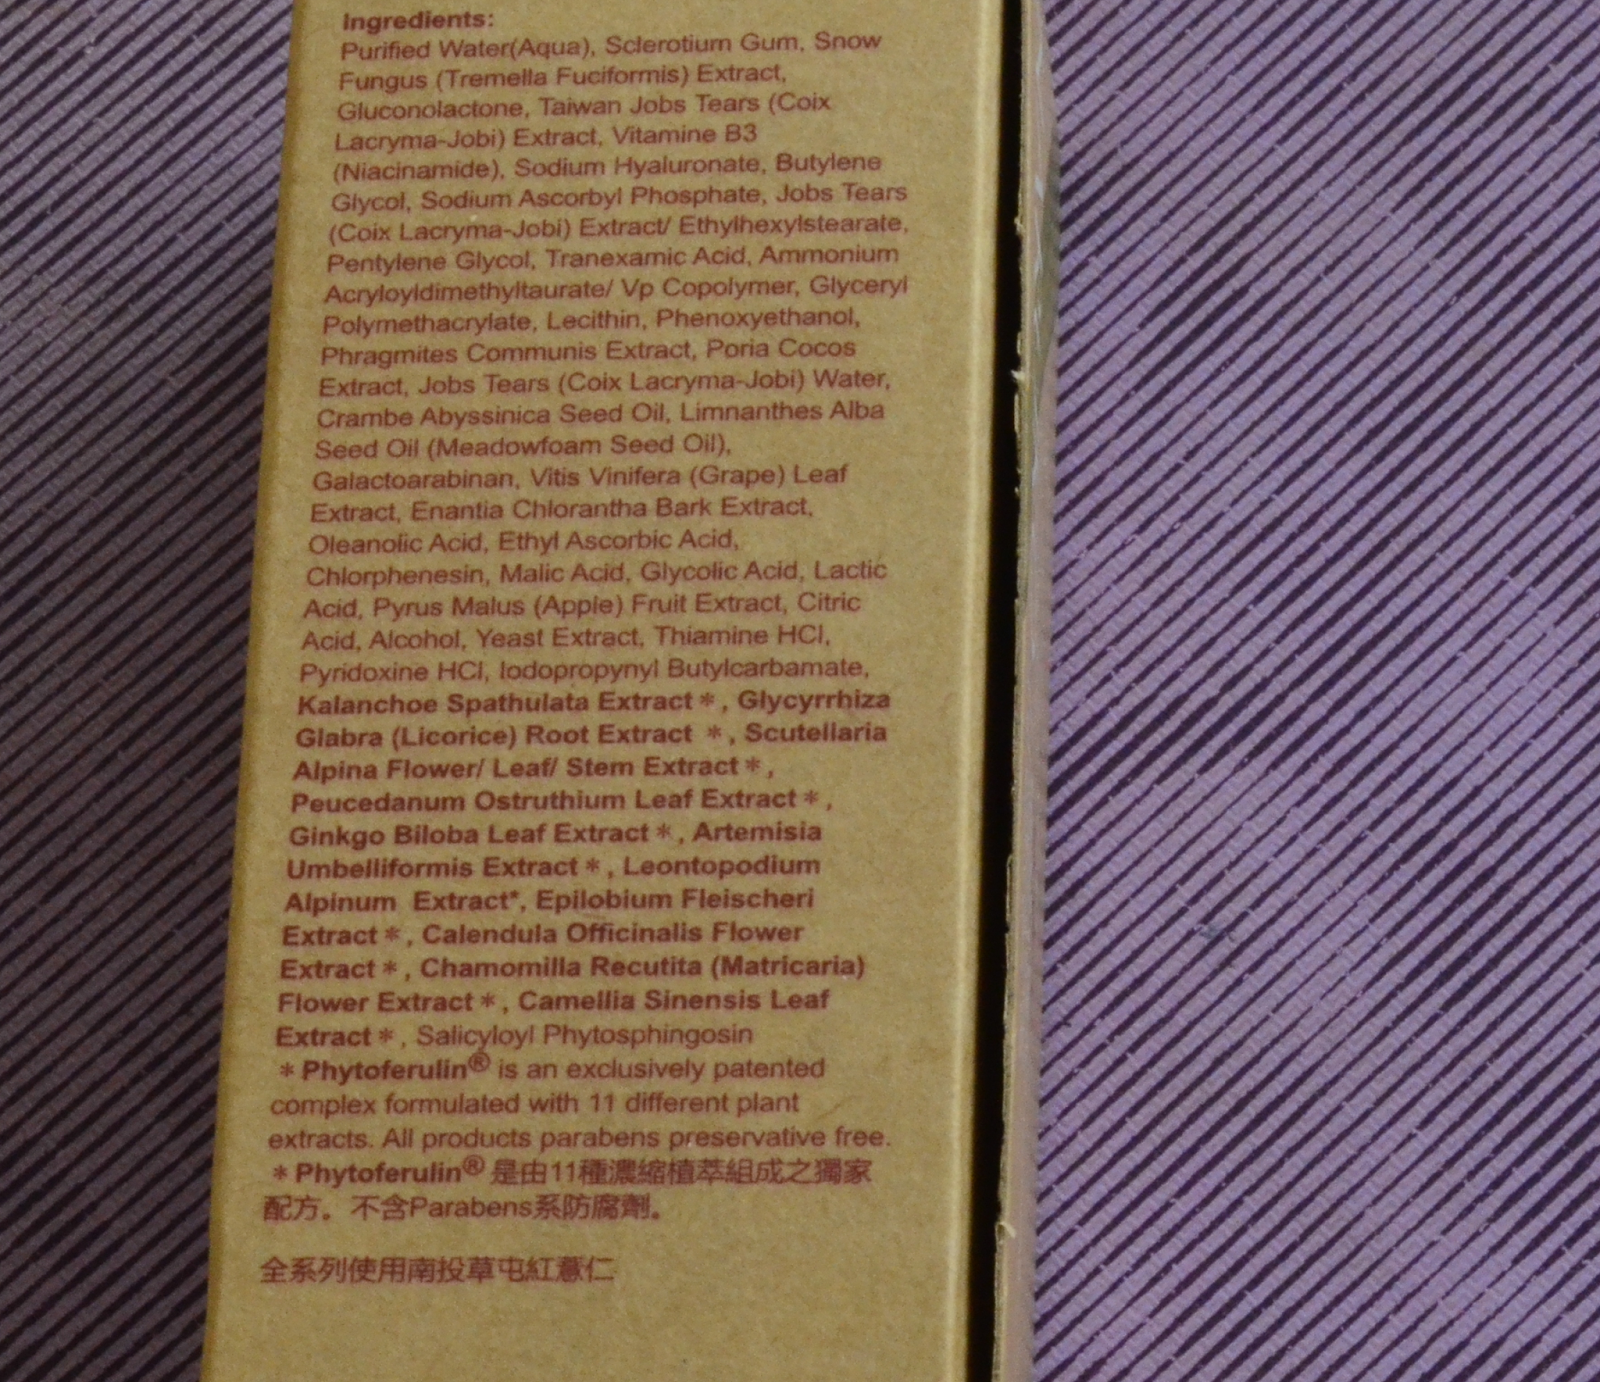 Ingredients:
Purified Water(Aqua), Sclerotium Gum, Snow
Fungus (Tremella Fuciformis) Extract,
Gluconolactone, Taiwan Jobs Tears (Coix
Lacryma-Jobi) Extract, Vitamine B3
(Niacinamide), Sodium Hyaluronate, Butylene
Glycol, Sodium Ascorbyl Phosphate, Jobs Tears
(Coix Lacryma-Jobi) Extract/ Ethylhexylstearate,
Pentylene Glycol, Tranexamic Acid, Ammonium
Acryloyldimethyltaurate/ Vp Copolymer, Glyceryl
Polymethacrylate, Lecithin, Phenoxyethanol,
Phragmites Communis Extract, Poria Cocos
Extract, Jobs Tears (Coix Lacryma-Jobi) Water,
Crambe Abyssinica Seed Oil, Limnanthes Alba
Seed Oil (Meadowfoam Seed Oil),
Galactoarabinan, Vitis Vinifera (Grape) Leaf
Extract, Enantia Chlorantha Bark Extract,
Oleanolic Acid, Ethyl Ascorbic Acid,
Chlorphenesin, Malic Acid, Glycolic Acid, Lactic
Acid, Pyrus Malus (Apple) Fruit Extract, Citric
Acid, Alcohol, Yeast Extract, Thiamine HCl,
Pyridoxine HCl, Iodopropynyl Butylcarbamate,
Kalanchoe Spathulata Extract*, Glycyrrhiza
Glabra (Licorice) Root Extract *, Scutellaria
Alpina Flower/ Leaf/ Stem Extract*,
Peucedanum Ostruthium Leaf Extract*,
Ginkgo Biloba Leaf Extract*, Artemisia
Umbelliformis Extract*, Leontopodium
Alpinum Extract*, Epilobium Fleischeri
Extract*, Calendula Officinalis Flower
Extract*, Chamomilla Recutita (Matricaria)
Flower Extract*, Camellia Sinensis Leaf
Extract*, Salicyloyl Phytosphingosin
*Phytoferulin® is an exclusively patented
complex formulated with 11 different plant
extracts. All products parabens preservative free.
*Phytoferulin® 是由11種濃縮植萃組成之獨家
配方。不含Parabens系防腐劑。
全系列使用南投草屯紅薏仁